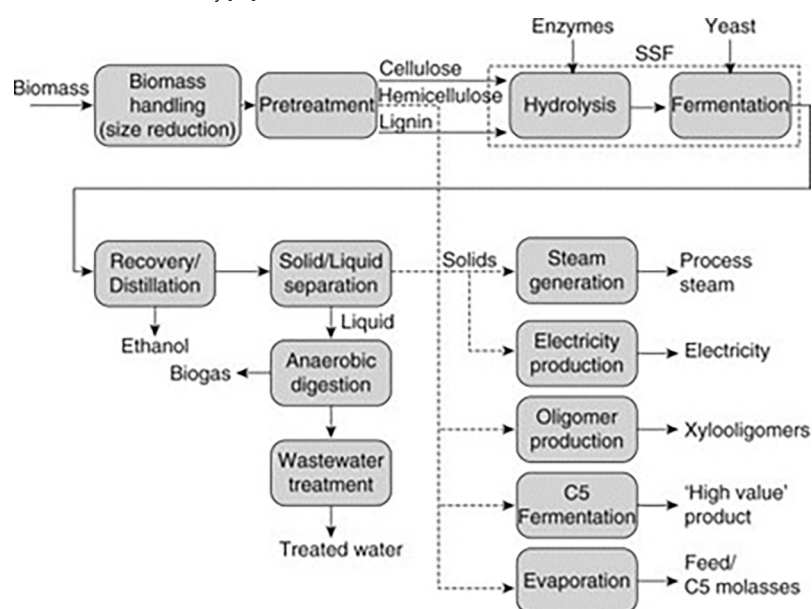 Enzymes
Yeast
SSF
Biomass
Biomass
handling
(size reduction)
Pretreatment
Cellulose
Hemicellulose
Lignin
Hydrolysis
Fermentation
Recovery/
Distillation
Solid/Liquid
separation
Solids
Steam
generation
Process
steam
Ethanol
Liquid
Electricity
production
Electricity
Biogas
Anaerobic
digestion
Oligomer
production
Xylooligomers
Wastewater
treatment
C5
Fermentation
‘High value’
product
Treated water
Evaporation
Feed/
C5 molasses